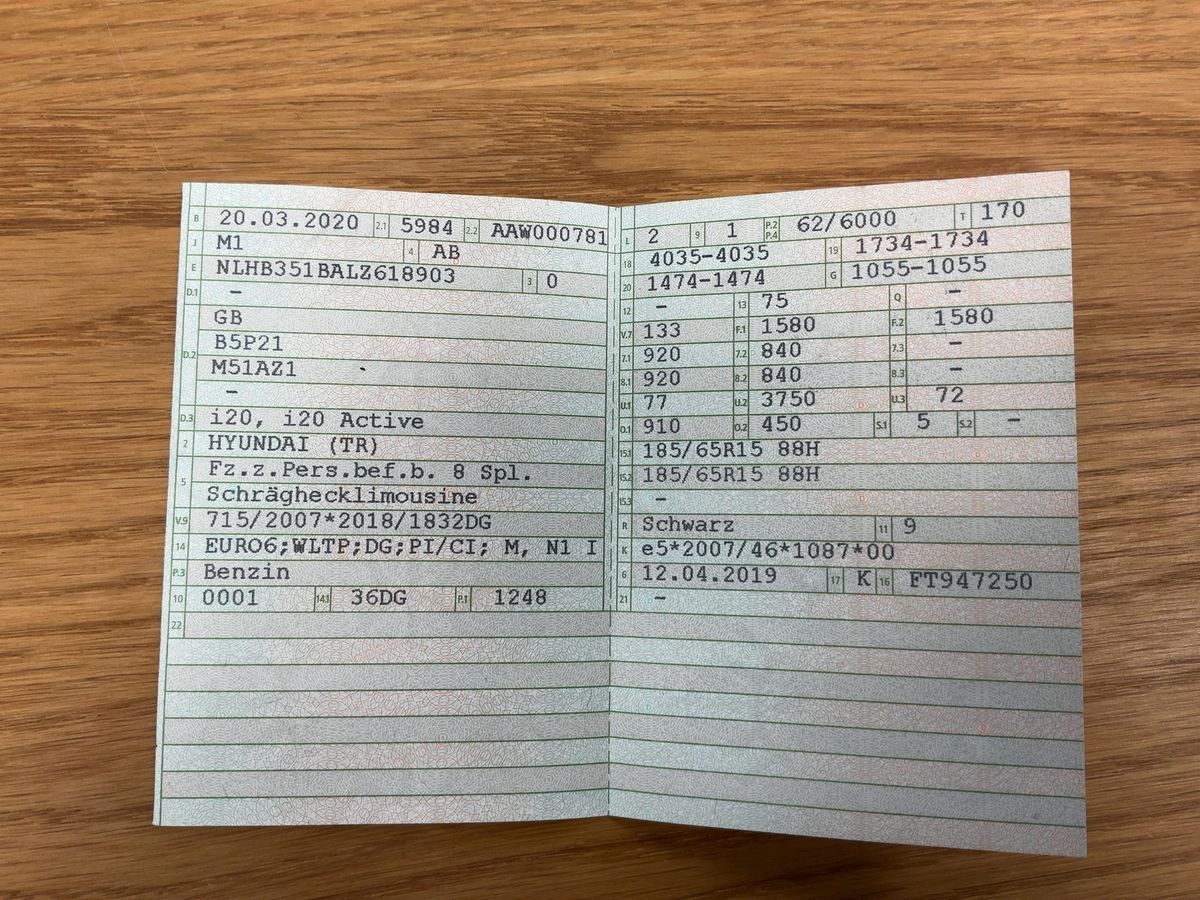 B 20.03.2020 2.1 5984 2.2 AAW000781
J M1 4 AB
E NLHB351BALZ618903 3 0
D.1 –
GB
D.2 B5P21
M51AZ1
–
D.3 i20, i20 Active
2 HYUNDAI (TR)
5 Fz.z.Pers.bef.b. 8 Spl.
Schräghecklimousine
V.9 715/2007*2018/1832DG
14 EURO6;WLTP;DG;PI/CI; M, N1 I
P.3 Benzin
10 0001 14.1 36DG P.1 1248
22
L 2 9 1 P.2 P.4 62/6000 T 170
18 4035-4035 19 1734-1734
20 1474-1474 G 1055-1055
12 – 13 75 Q –
V.7 133 F.1 1580 F.2 1580
7.1 920 7.2 840 7.3 –
8.1 920 8.2 840 8.3 –
U.1 77 U.2 3750 U.3 72
O.1 910 O.2 450 S.1 5 S.2 –
15.1 185/65R15 88H
15.2 185/65R15 88H
15.3 –
R Schwarz 11 9
K e5*2007/46*1087*00
6 12.04.2019 17 K 16 FT947250
21 –